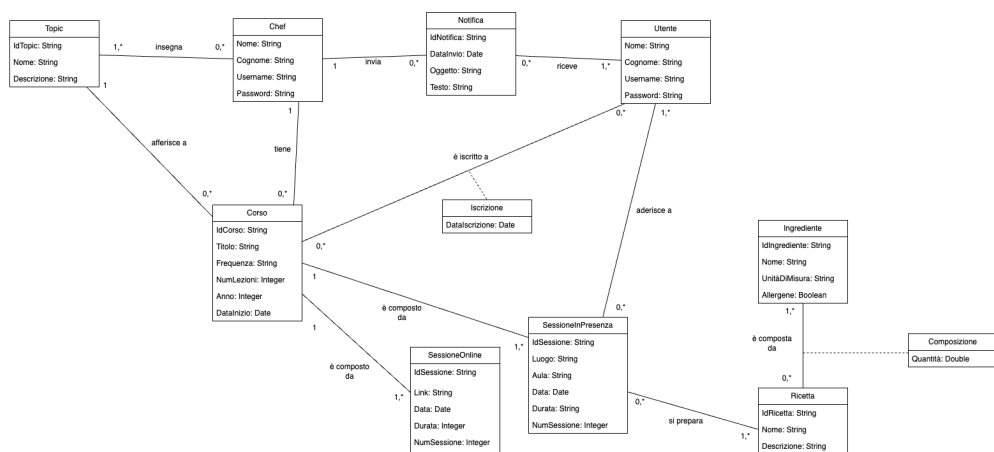 Topic
IdTopic: String
Nome: String
Descrizione: String
1,*
insegna
0,*
Chef
Nome: String
Cognome: String
Username: String
Password: String
1
invia
0,*
Notifica
IdNotifica: String
DataInvio: Date
Oggetto: String
Testo: String
0,*
riceve
1,*
Utente
Nome: String
Cognome: String
Username: String
Password: String
1
afferisce a
0,*
1
tiene
0,*
0,*
è iscritto a
0,*
Iscrizione
DataIscrizione: Date
1,*
aderisce a
0,*
Corso
IdCorso: String
Titolo: String
Frequenza: String
NumLezioni: Integer
Anno: Integer
DataInizio: Date
1
è composto
da
1,*
1
è composto
da
1,*
SessioneOnline
IdSessione: String
Link: String
Data: Date
Durata: Integer
NumSessione: Integer
SessioneInPresenza
IdSessione: String
Luogo: String
Aula: String
Data: Date
Durata: String
NumSessione: Integer
0,*
si prepara
1,*
Ingrediente
IdIngrediente: String
Nome: String
UnitàDiMisura: String
Allergene: Boolean
1,*
è composta
da
0,*
Composizione
Quantità: Double
Ricetta
IdRicetta: String
Nome: String
Descrizione: String